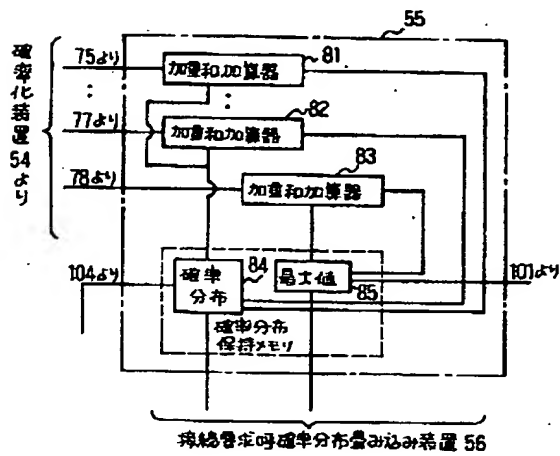 55
確率化装置54より
75より
加重和加算器
81
:
:
77より
加重和加算器
82
78より
加重和加算器
83
104より
確率
分布
84
最大値
85
101より
確率分布
保持メモリ
接続要求呼確率分布畳み込み装置 56